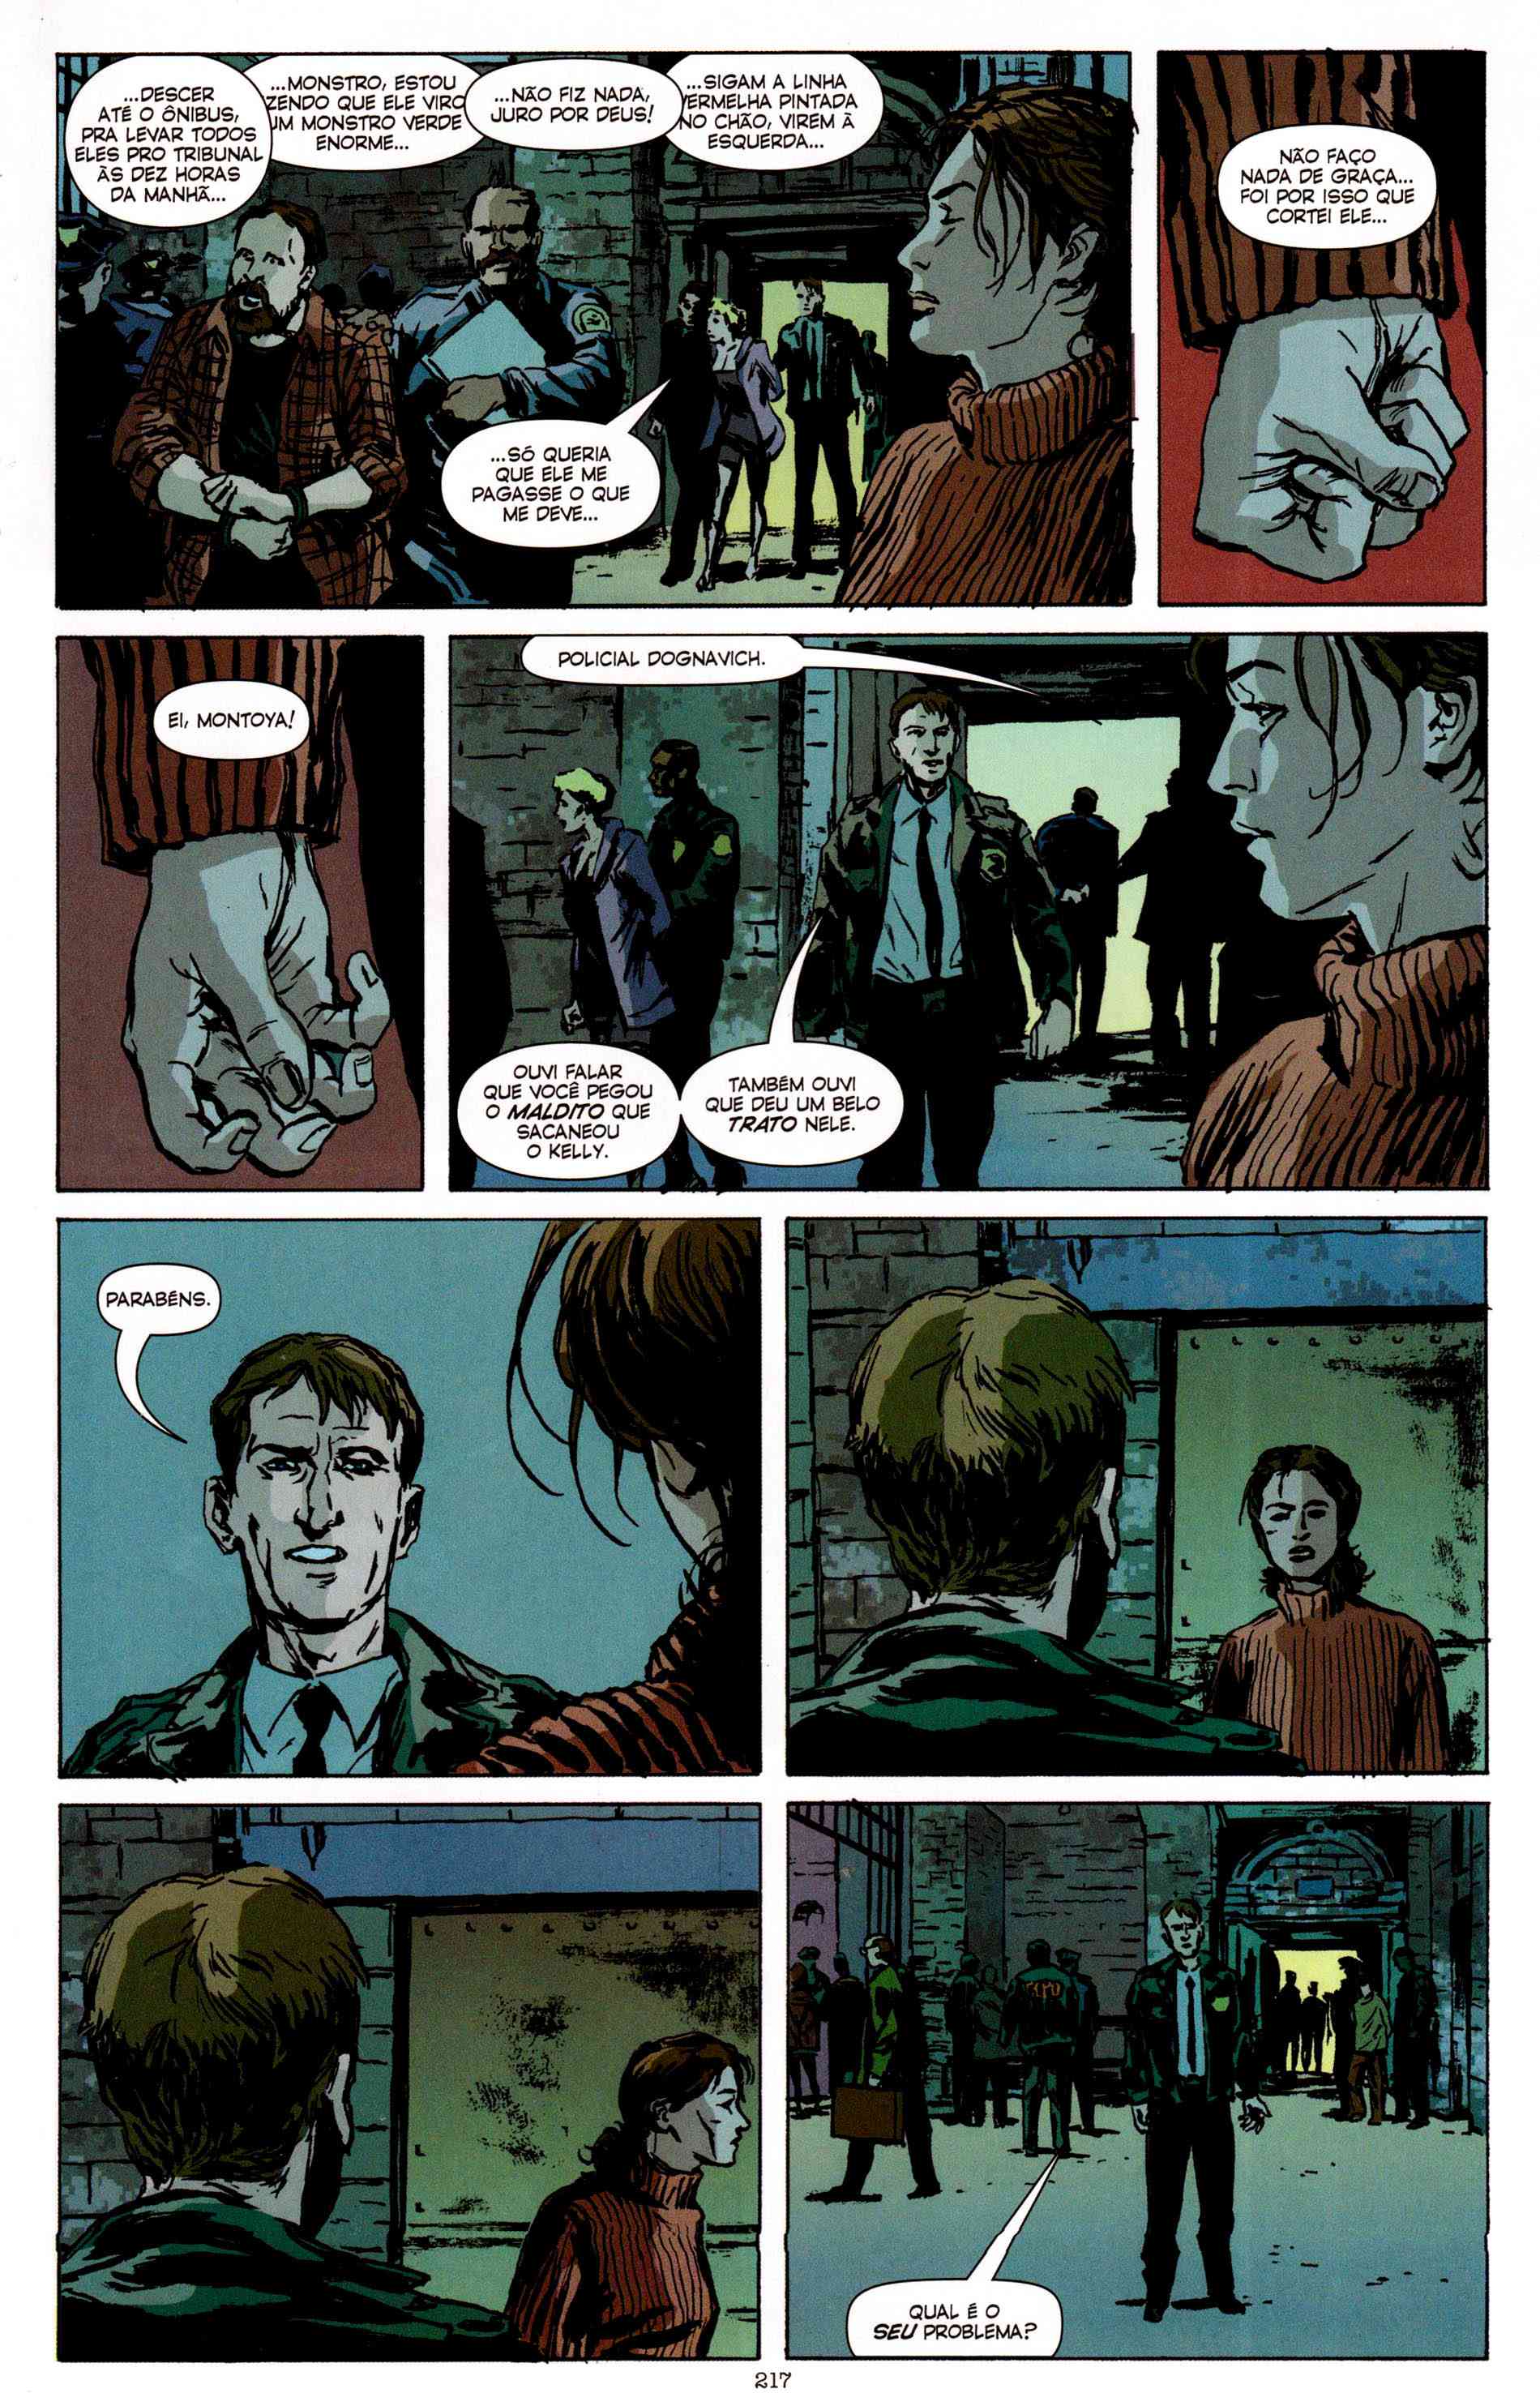 ...DESCER
ATÉ O ÔNIBUS,
PRA LEVAR TODOS
ELES PRO TRIBUNAL
ÀS DEZ HORAS
DA MANHÃ...
...MONSTRO, ESTOU
ZENDO QUE ELE VIRO
UM MONSTRO VERDE
ENORME...
...NÃO FIZ NADA,
JURO POR DEUS!
...SIGAM A LINHA
VERMELHA PINTADA
NO CHÃO, VIREM À
ESQUERDA...
...SÓ QUERIA
QUE ELE ME
PAGASSE O QUE
ME DEVE...
NÃO FAÇO
NADA DE GRAÇA...
FOI POR ISSO QUE
CORTEI ELE...
EI, MONTOYA!
POLICIAL DOGNAVICH.
OUVI FALAR
QUE VOCÊ PEGOU
O MALDITO QUE
SACANEOU
O KELLY.
TAMBÉM OUVI
QUE DEU UM BELO
TRATO NELE.
PARABÉNS.
QUAL É O
SEU PROBLEMA?
217